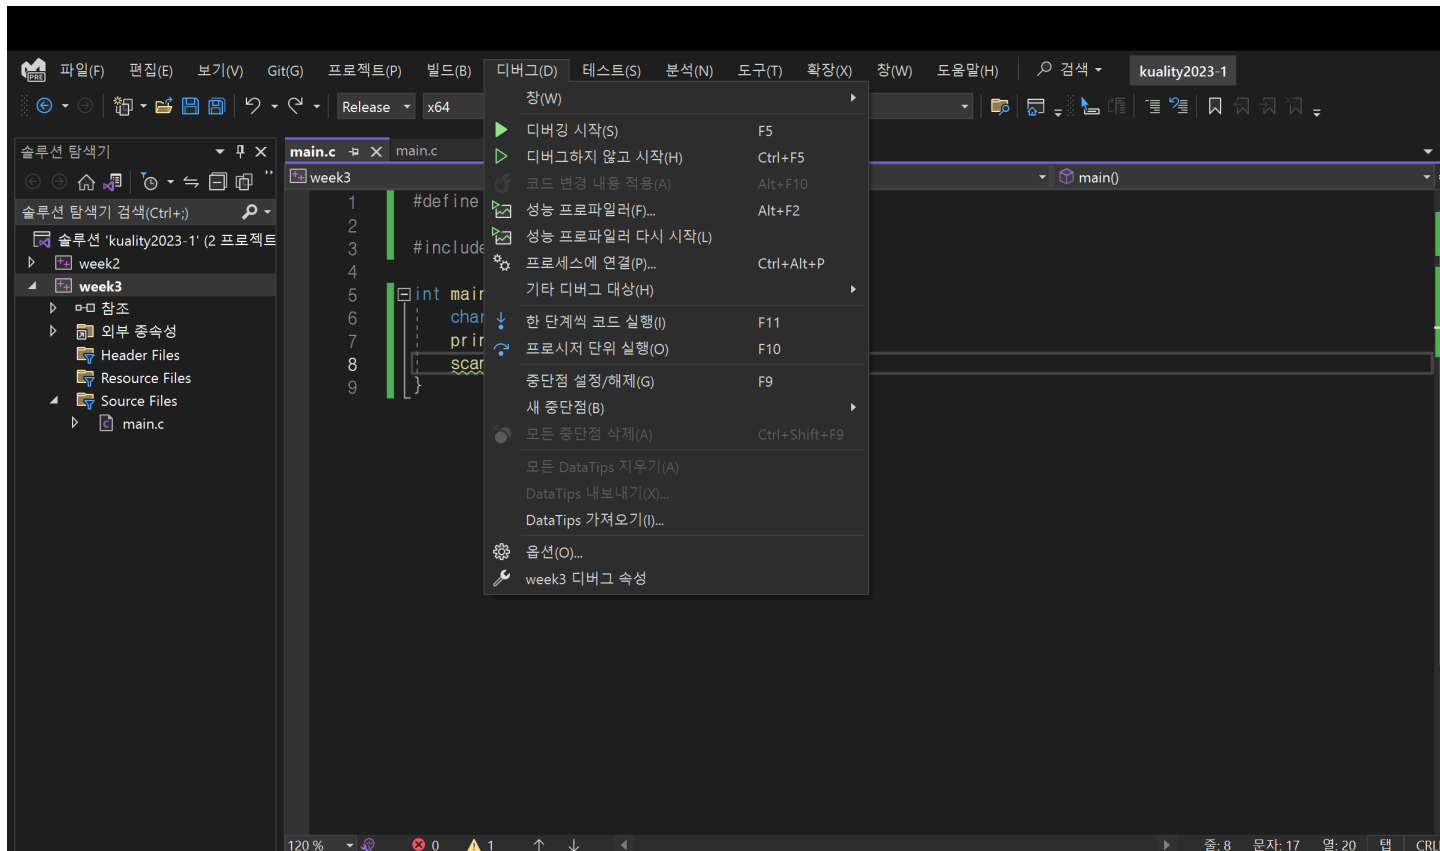 PRE 파일(F) 편집(E) 보기(V) Git(G) 프로젝트(P) 빌드(B) 디버그(D) 테스트(S) 분석(N) 도구(T) 확장(X) 창(W) 도움말(H) 검색 kuality2023-1
Release x64
솔루션 탐색기
솔루션 탐색기 검색(Ctrl+;)
솔루션 'kuality2023-1' (2 프로젝트
week2
week3
참조
외부 종속성
Header Files
Resource Files
Source Files
main.c
main.c main.c
week3 main()
1 #define
2
3 #include
4
5 int main
6 char
7 prin
8 scan
9 }
창(W)
디버깅 시작(S) F5
디버그하지 않고 시작(H) Ctrl+F5
코드 변경 내용 적용(A) Alt+F10
성능 프로파일러(F)... Alt+F2
성능 프로파일러 다시 시작(L)
프로세스에 연결(P)... Ctrl+Alt+P
기타 디버그 대상(H)
한 단계씩 코드 실행(I) F11
프로시저 단위 실행(O) F10
중단점 설정/해제(G) F9
새 중단점(B)
모든 중단점 삭제(A) Ctrl+Shift+F9
모든 DataTips 지우기(A)
DataTips 내보내기(X)...
DataTips 가져오기(I)...
옵션(O)...
week3 디버그 속성
120 % 0 1 줄: 8 문자: 17 열: 20 탭 CRL